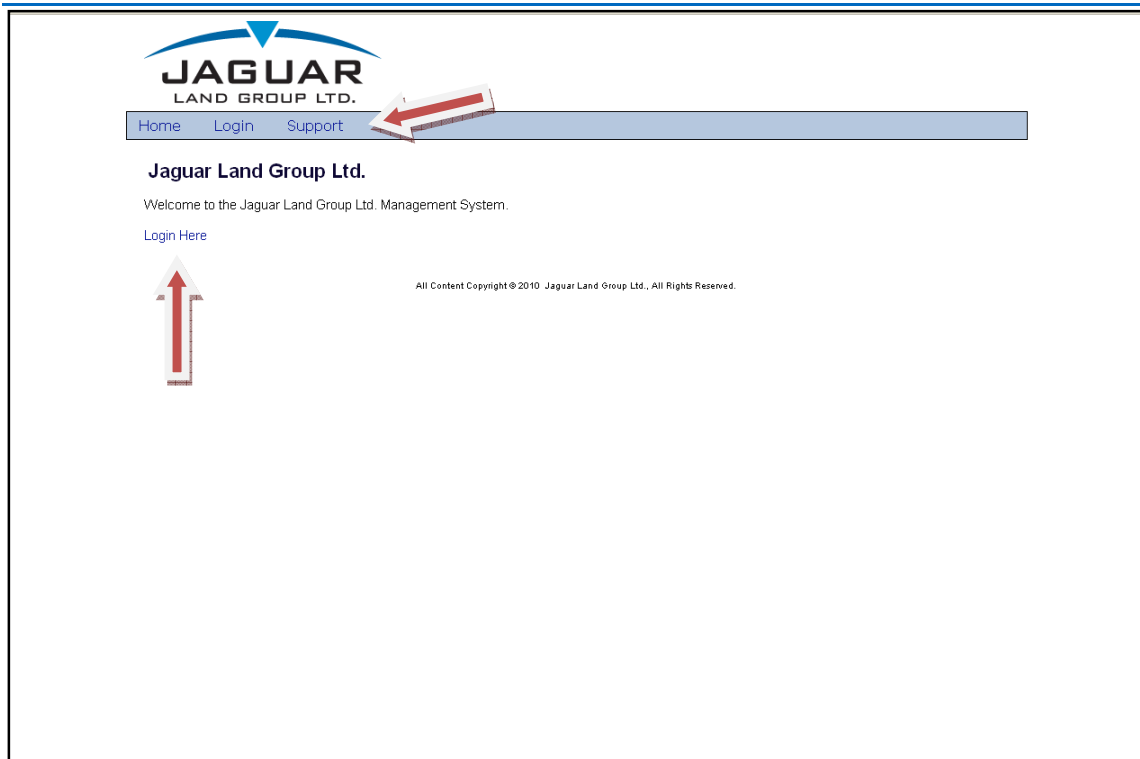 JAGUAR
LAND GROUP LTD.
Home Login Support
Jaguar Land Group Ltd.
Welcome to the Jaguar Land Group Ltd. Management System.
Login Here
All Content Copyright © 2010 Jaguar Land Group Ltd., All Rights Reserved.